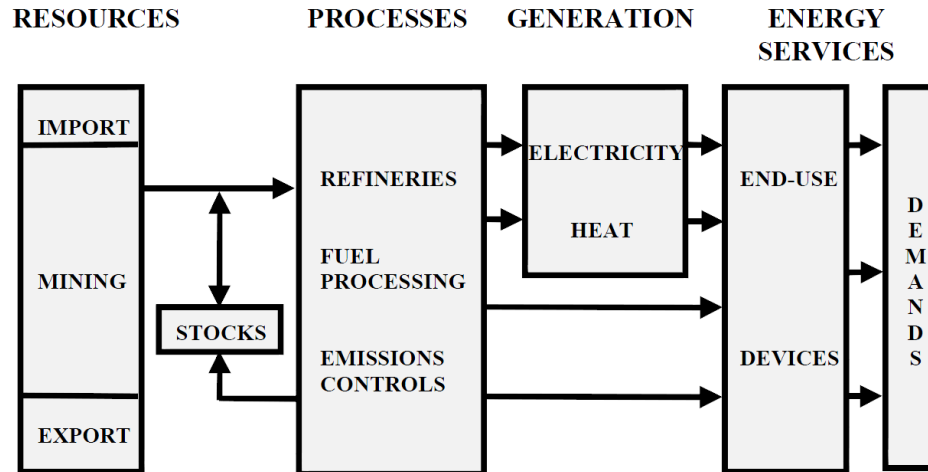 RESOURCES
PROCESSES
GENERATION
ENERGY
SERVICES
IMPORT
MINING
EXPORT
STOCKS
REFINERIES
FUEL
PROCESSING
EMISSIONS
CONTROLS
ELECTRICITY
HEAT
END-USE
DEVICES
D
E
M
A
N
D
S